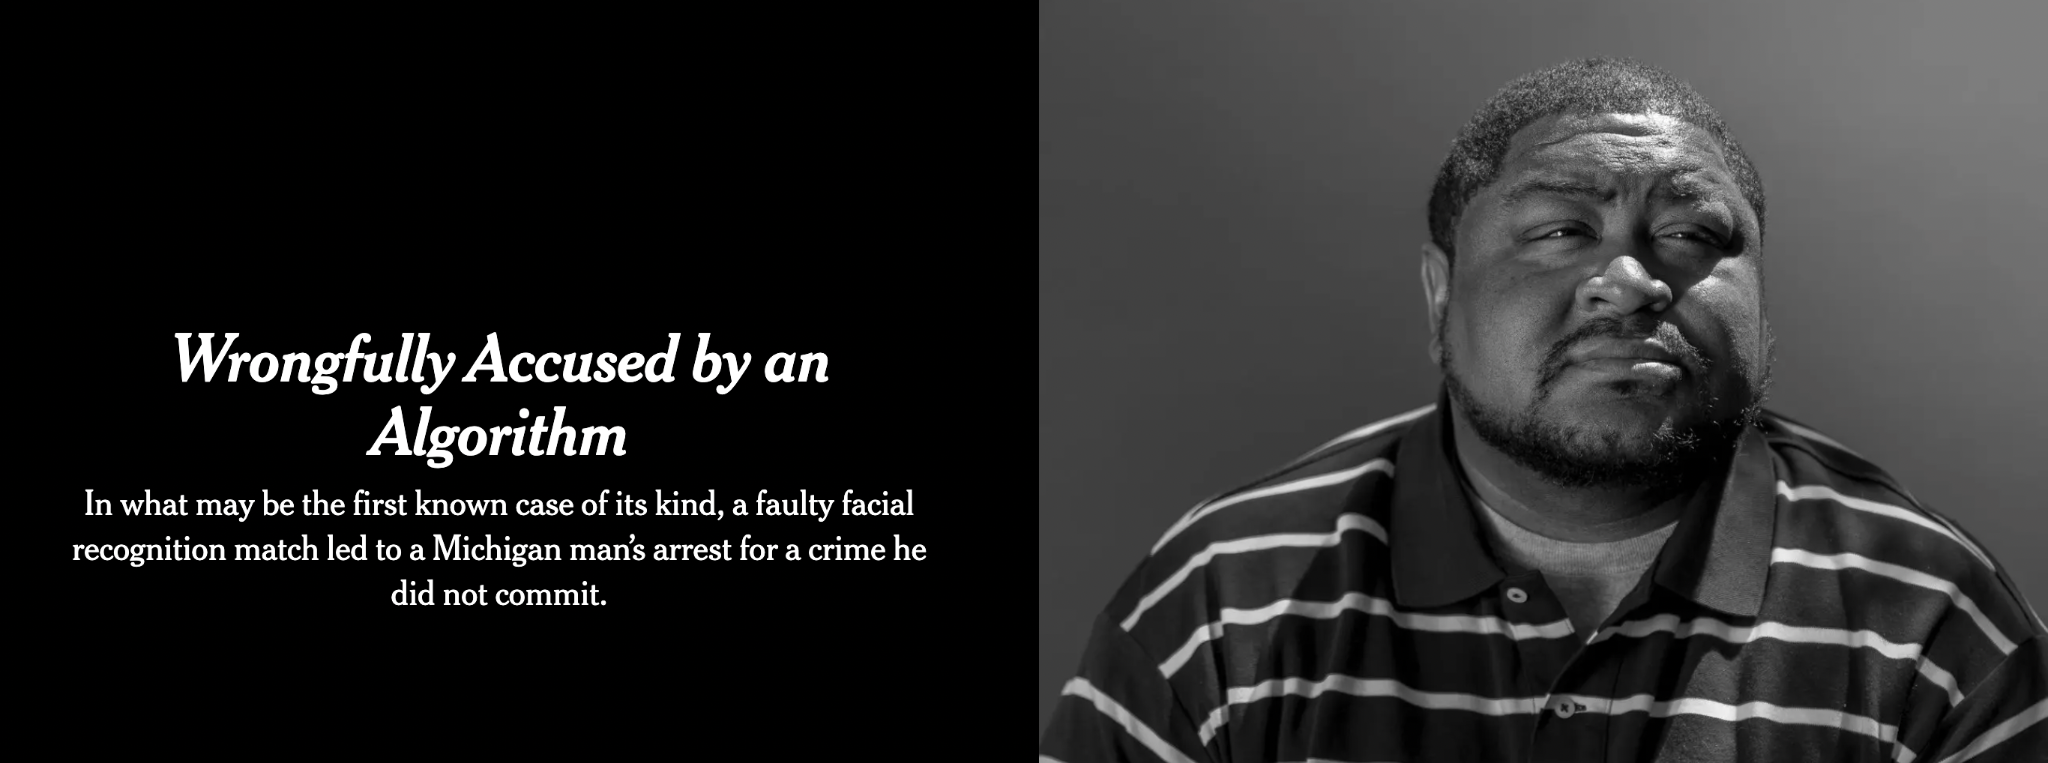 Wrongfully Accused by an
Algorithm
In what may be the first known case of its kind, a faulty facial
recognition match led to a Michigan man’s arrest for a crime he
did not commit.